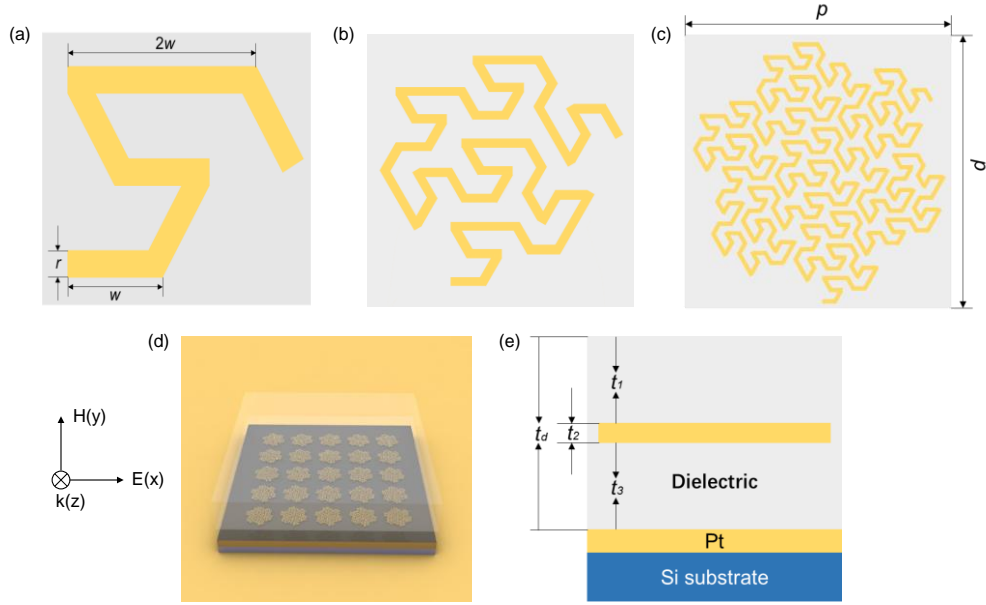 (a)
2w
r
w
(b)
(c)
p
d
(d)
H(y)
E(x)
k(z)
(e)
t1
td
t2
t3
Dielectric
Pt
Si substrate